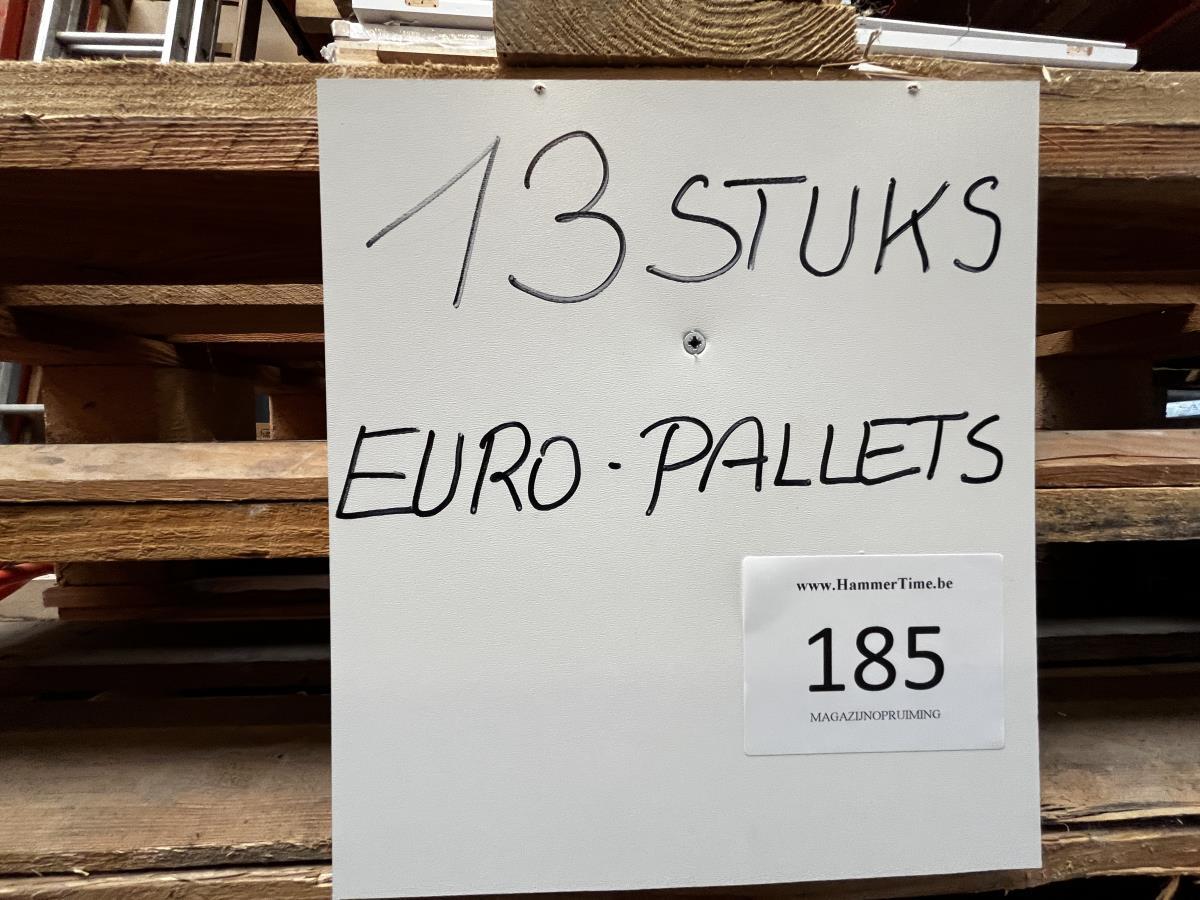 13 STUKS
EURO-PALLETS
www.HammerTime.be
185
MAGAZIJNOPRUIMING